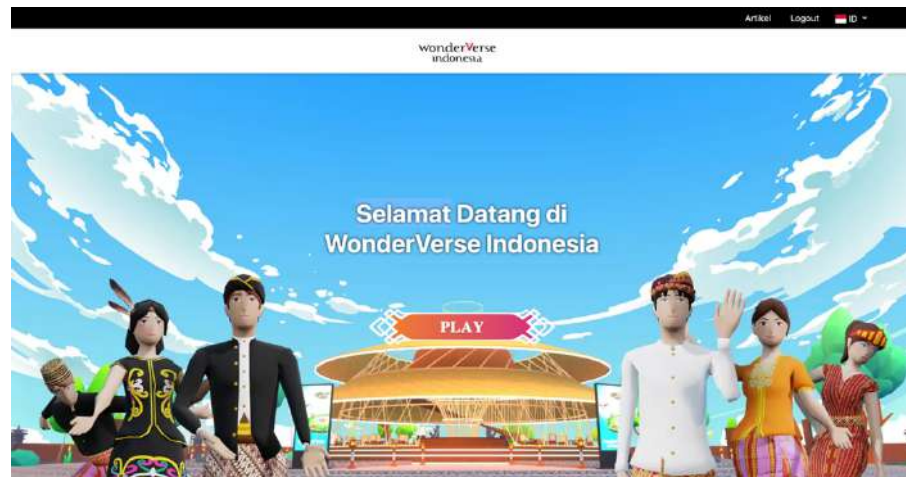 Artikel Logout ID
wonderVerse
indonesia
Selamat Datang di
WonderVerse Indonesia
PLAY